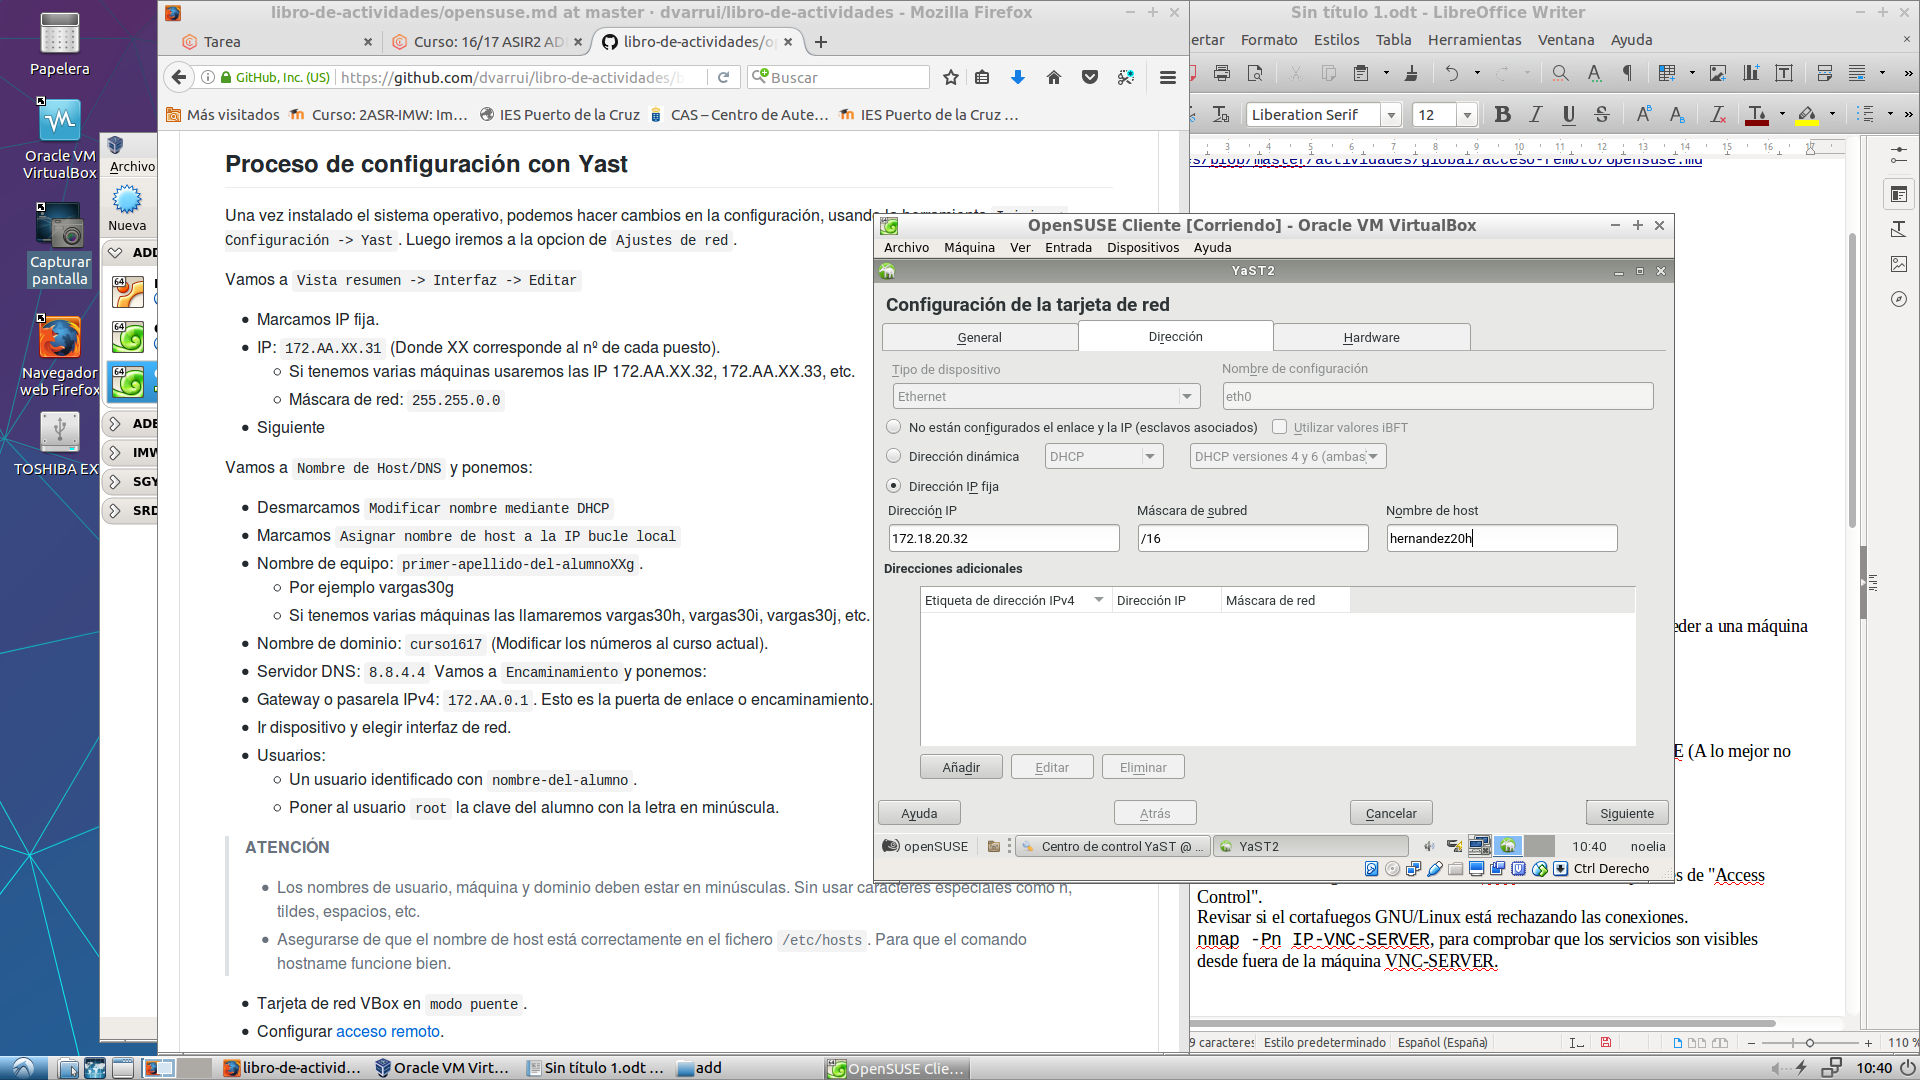 libro-de-actividades/opensuse.md at master · dvarrui/libro-de-actividades - Mozilla Firefox
Sin título 1.odt - LibreOffice Writer
Papelera
Oracle VM
VirtualBox
Capturar
pantalla
Navegador
web Firefox
TOSHIBA EX
Archivo
Nueva
ADD
ADE
IMW
SGY
SRD
Tarea
Curso: 16/17 ASIR2 AD
libro-de-actividades/o
GitHub, Inc. (US)
https://github.com/dvarrui/libro-de-actividades/b
Buscar
Más visitados
Curso: 2ASR-IMW: Im...
IES Puerto de la Cruz
CAS – Centro de Aute...
IES Puerto de la Cruz ...
Proceso de configuración con Yast
Una vez instalado el sistema operativo, podemos hacer cambios en la configuración, usando
Configuración -> Yast . Luego iremos a la opcion de Ajustes de red .
Vamos a Vista resumen -> Interfaz -> Editar
Marcamos IP fija.
IP: 172.AA.XX.31 (Donde XX corresponde al nº de cada puesto).
Si tenemos varias máquinas usaremos las IP 172.AA.XX.32, 172.AA.XX.33, etc.
Máscara de red: 255.255.0.0
Siguiente
Vamos a Nombre de Host/DNS y ponemos:
Desmarcamos Modificar nombre mediante DHCP
Marcamos Asignar nombre de host a la IP bucle local
Nombre de equipo: primer-apellido-del-alumnoXXg .
Por ejemplo vargas30g
Si tenemos varias máquinas las llamaremos vargas30h, vargas30i, vargas30j, etc.
Nombre de dominio: curso1617 (Modificar los números al curso actual).
Servidor DNS: 8.8.4.4 Vamos a Encaminamiento y ponemos:
Gateway o pasarela IPv4: 172.AA.0.1 . Esto es la puerta de enlace o encaminamiento.
Ir dispositivo y elegir interfaz de red.
Usuarios:
Un usuario identificado con nombre-del-alumno .
Poner al usuario root la clave del alumno con la letra en minúscula.
ATENCIÓN
Los nombres de usuario, máquina y dominio deben estar en minúsculas. Sin usar caracteres especiales como ñ,
tildes, espacios, etc.
Asegurarse de que el nombre de host está correctamente en el fichero /etc/hosts . Para que el comando
hostname funcione bien.
Tarjeta de red VBox en modo puente .
Configurar acceso remoto.
ertar Formato Estilos Tabla Herramientas Ventana Ayuda
Liberation Serif
12
3 4 5 6 7 8 9 10 11 12 13 14 15 16 17
es/blob/master/actividades/global/acceso-remoto/opensuse.md
eder a una máquina
E (A lo mejor no
es de "Access
Control".
Revisar si el cortafuegos GNU/Linux está rechazando las conexiones.
nmap -Pn IP-VNC-SERVER, para comprobar que los servicios son visibles
desde fuera de la máquina VNC-SERVER.
9 caracteres
Estilo predeterminado
Español (España)
110 %
OpenSUSE Cliente [Corriendo] - Oracle VM VirtualBox
Archivo Máquina Ver Entrada Dispositivos Ayuda
YaST2
Configuración de la tarjeta de red
General
Dirección
Hardware
Tipo de dispositivo
Nombre de configuración
Ethernet
eth0
No están configurados el enlace y la IP (esclavos asociados)
Utilizar valores iBFT
Dirección dinámica
DHCP
DHCP versiones 4 y 6 (ambas
Dirección IP fija
Dirección IP
Máscara de subred
Nombre de host
172.18.20.32
/16
hernandez20h
Direcciones adicionales
Etiqueta de dirección IPv4
Dirección IP
Máscara de red
Añadir
Editar
Eliminar
Ayuda
Atrás
Cancelar
Siguiente
openSUSE
Centro de control YaST @ ...
YaST2
10:40
noelia
Ctrl Derecho
libro-de-activid...
Oracle VM Virt...
Sin título 1.odt ...
add
OpenSUSE Clie...
10:40